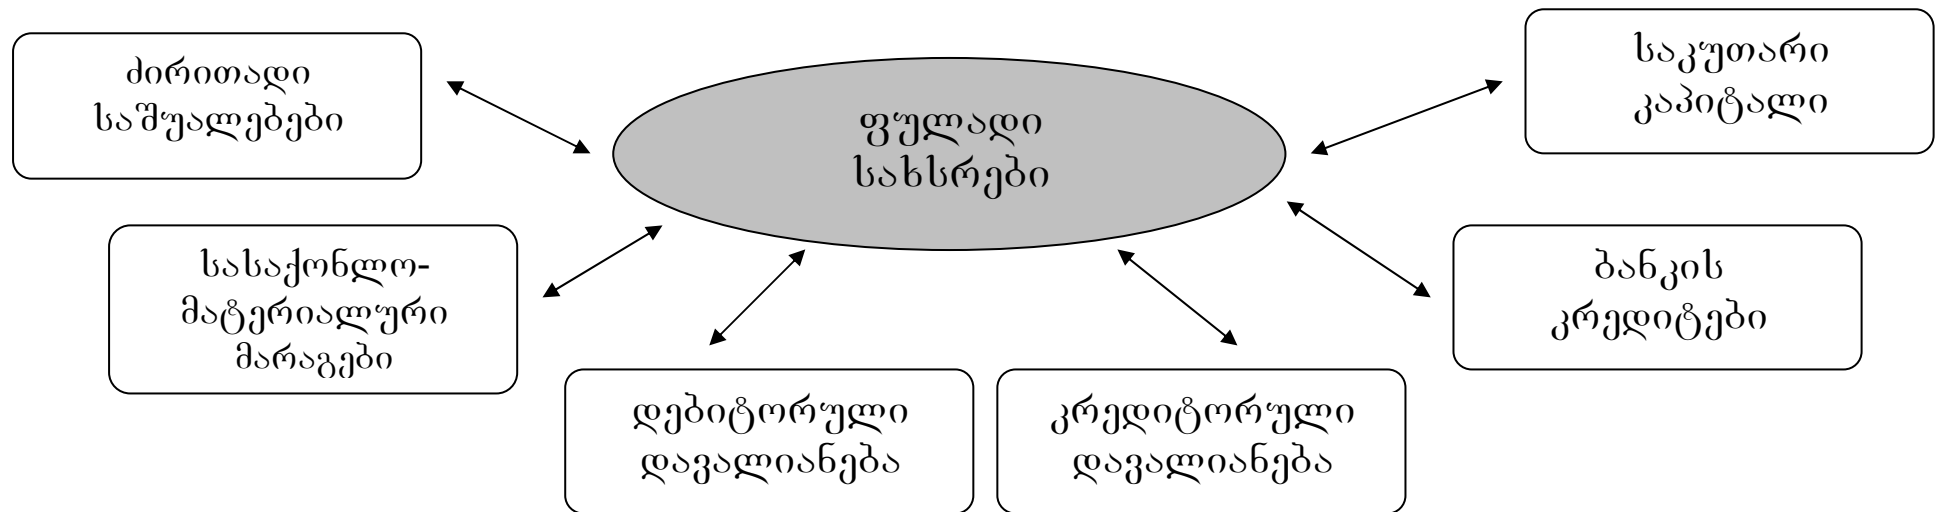 ძირითადი
საშუალებები
ფულადი
სახსრები
საკუთარი
კაპიტალი
სასაქონლო-
მატერიალური
მარაგები
ბანკის
კრედიტები
დებიტორული
დავალიანება
კრედიტორული
დავალიანება